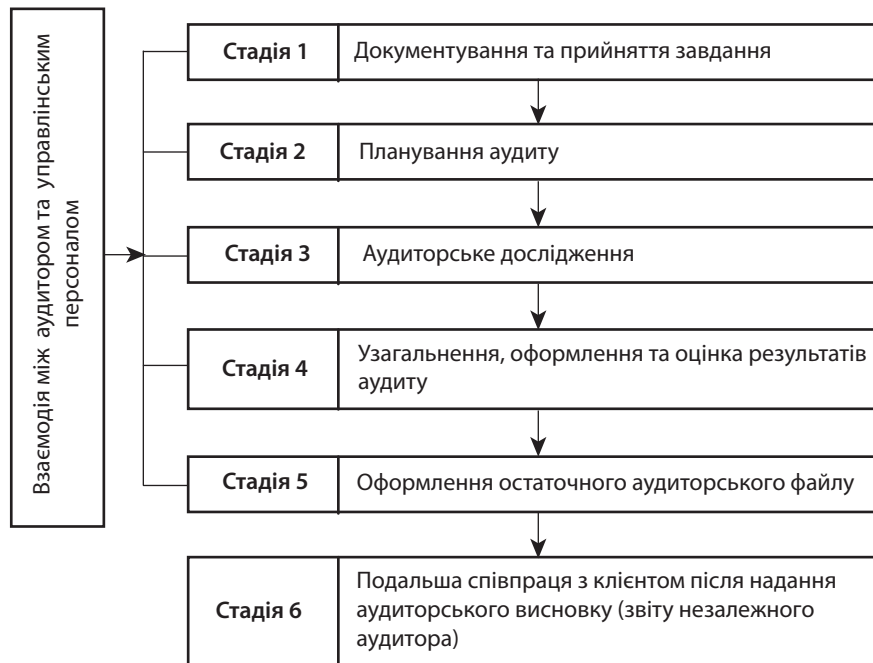 Взаємодія між аудитором та управлінським
персоналом
Стадія 1
Документування та прийняття завдання
Стадія 2
Планування аудиту
Стадія 3
Аудиторське дослідження
Стадія 4
Узагальнення, оформлення та оцінка результатів
аудиту
Стадія 5
Оформлення остаточного аудиторського файлу
Стадія 6
Подальша співпраця з клієнтом після надання
аудиторського висновку (звіту незалежного
аудитора)